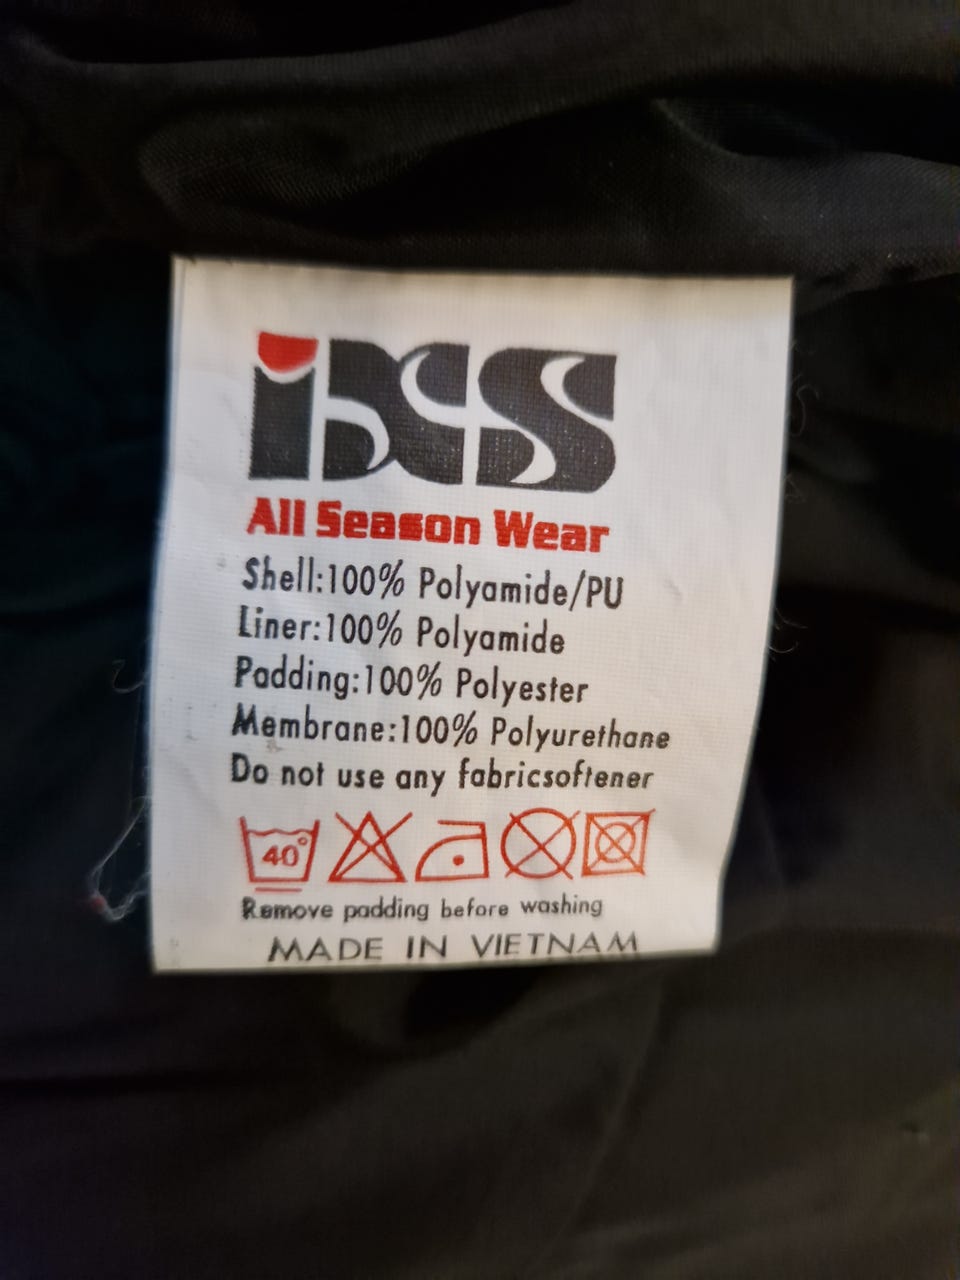 iXS
All Season Wear
Shell:100% Polyamide/PU
Liner:100% Polyamide
Padding:100% Polyester
Membrane:100% Polyurethane
Do not use any fabricsoftener
40°
Remove padding before washing
MADE IN VIETNAM